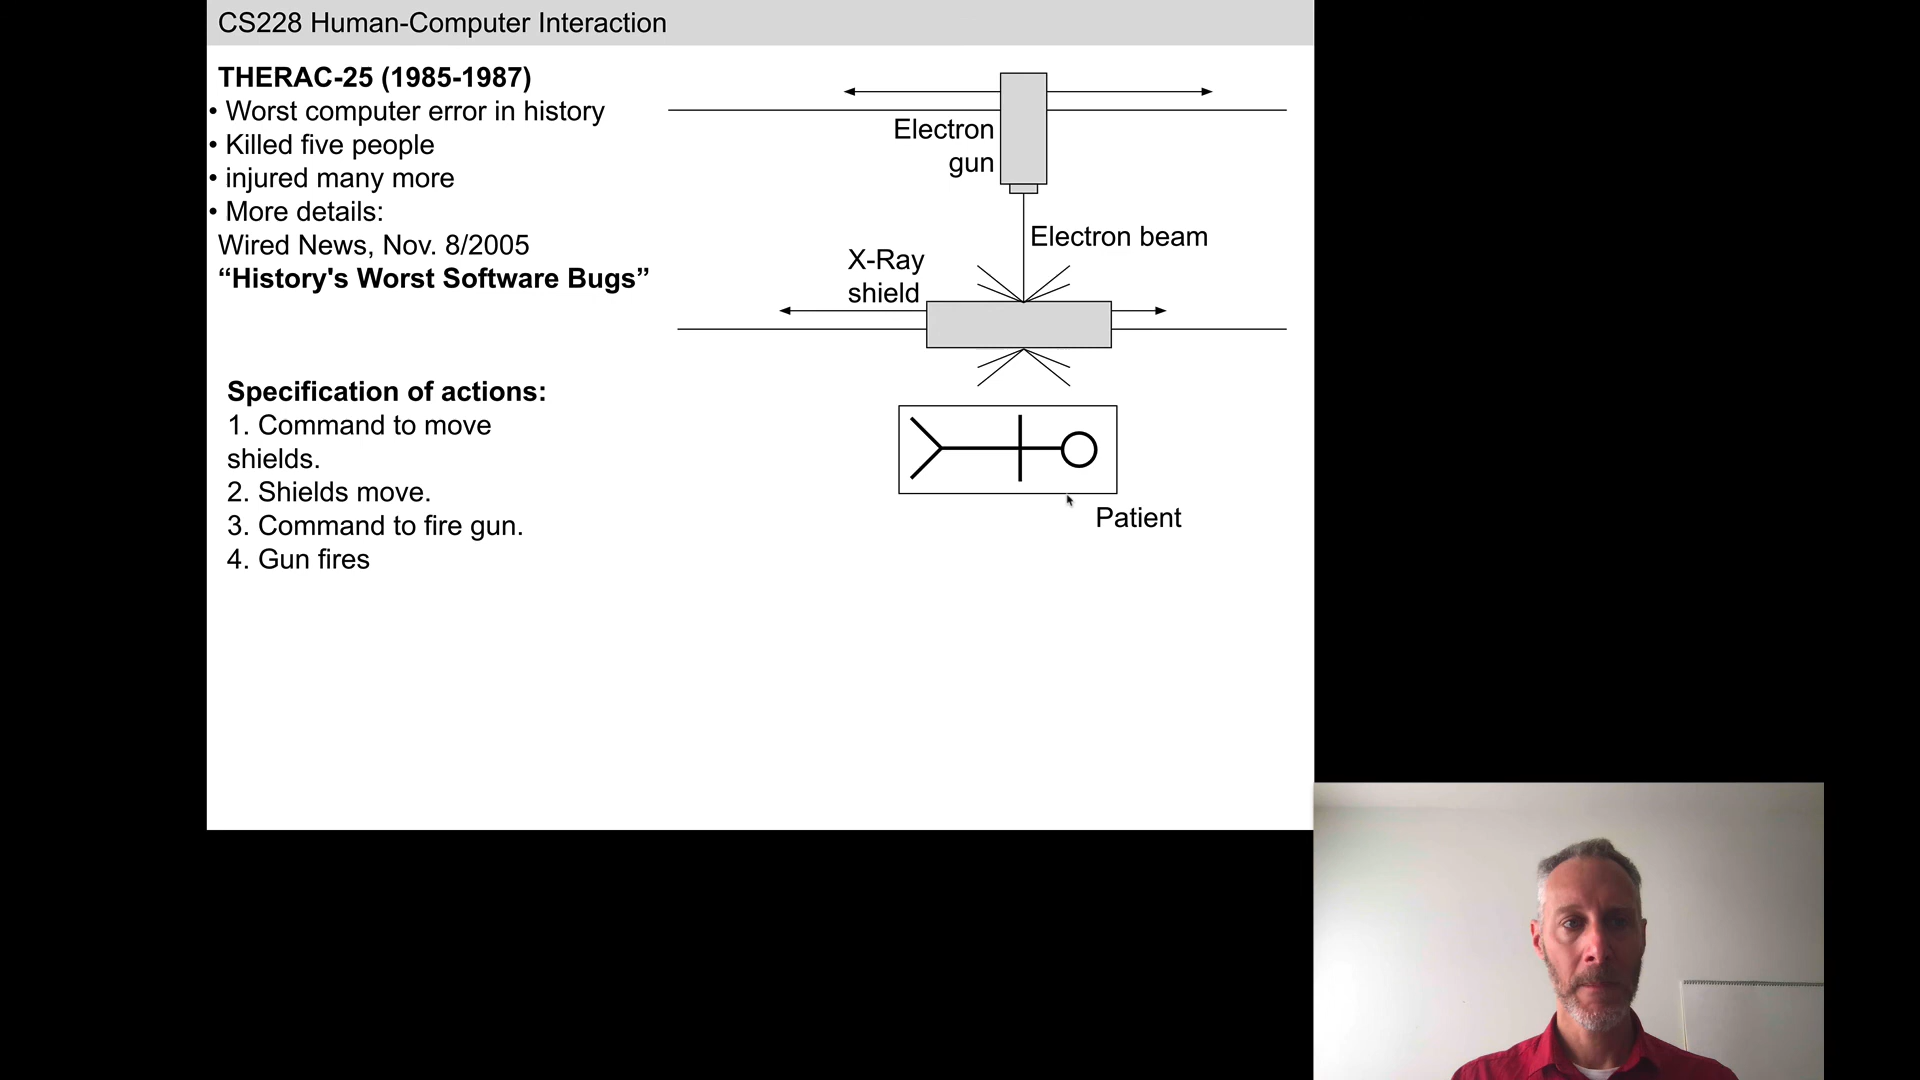 CS228 Human-Computer Interaction
THERAC-25 (1985-1987)
• Worst computer error in history
• Killed five people
• injured many more
• More details:
Wired News, Nov. 8/2005
“History's Worst Software Bugs”
Specification of actions:
1. Command to move
shields.
2. Shields move.
3. Command to fire gun.
4. Gun fires
Electron
gun
Electron beam
X-Ray
shield
Patient